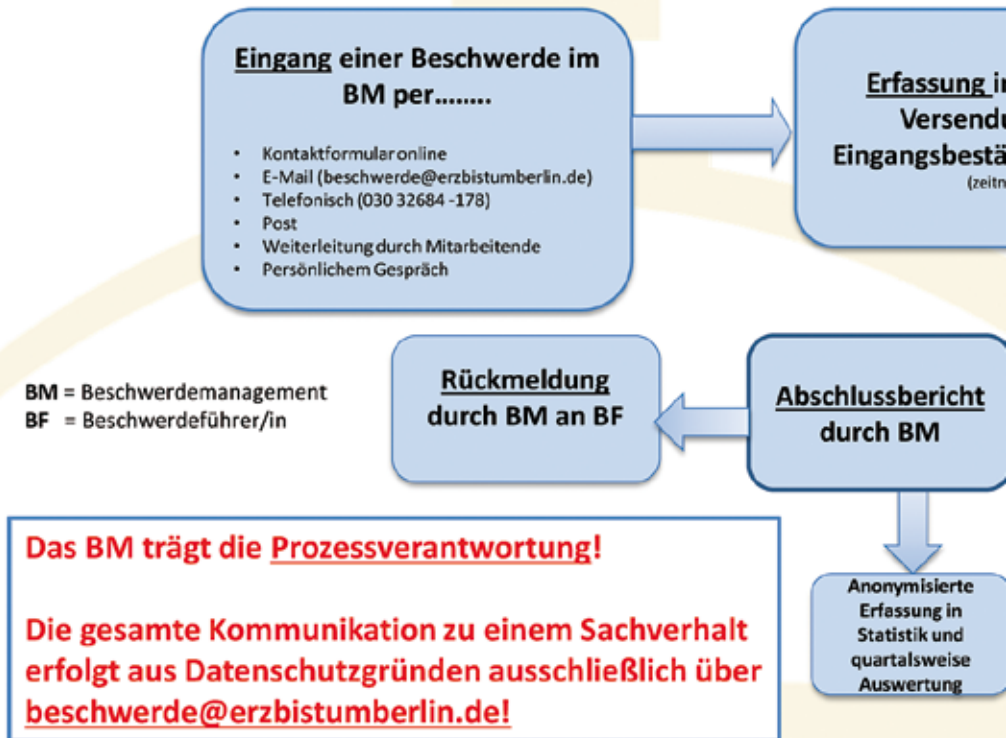 Eingang einer Beschwerde im
BM per........
• Kontaktformular online
• E-Mail (beschwerde@erzbistumberlin.de)
• Telefonisch (030 32684 -178)
• Post
• Weiterleitung durch Mitarbeitende
• Persönlichem Gespräch
Erfassung
BM = Beschwerdemanagement
BF = Beschwerdeführer/in
Rückmeldung
durch BM an BF
Abschlussbericht
durch BM
Das BM trägt die Prozessverantwortung!
Die gesamte Kommunikation zu einem Sachverhalt
erfolgt aus Datenschutzgründen ausschließlich über
beschwerde@erzbistumberlin.de!
Anonymisierte
Erfassung in
Statistik und
quartalsweise
Auswertung